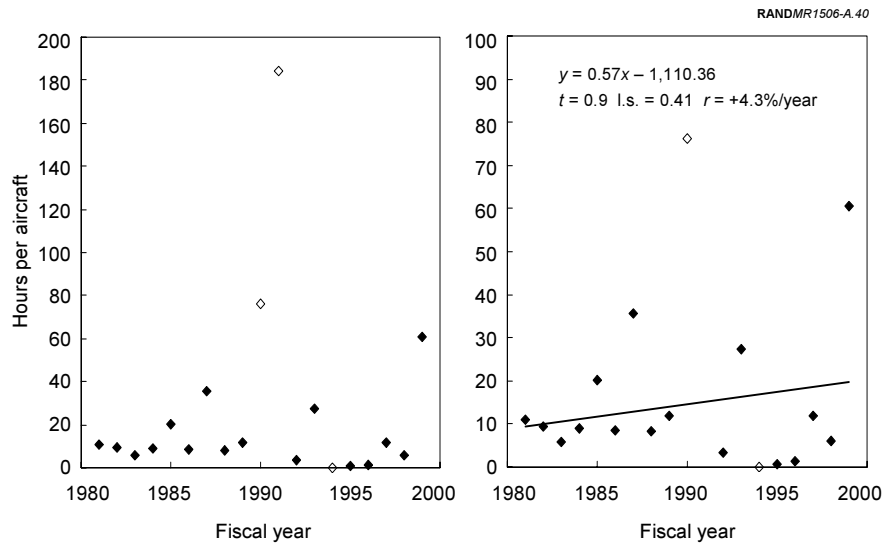 RANDMR1506-A.40
Hours per aircraft
200
180
160
140
120
100
80
60
40
20
0
1980 1985 1990 1995 2000
Fiscal year
y = 0.57x – 1,110.36
t = 0.9 l.s. = 0.41 r = +4.3%/year
100
90
80
70
60
50
40
30
20
10
0
1980 1985 1990 1995 2000
Fiscal year